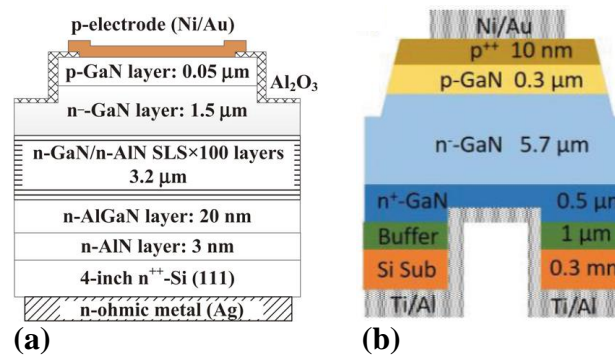 p-electrode (Ni/Au)
p-GaN layer: 0.05 μm
Al₂O₃
n⁻-GaN layer: 1.5 μm
n-GaN/n-AlN SLS×100 layers
3.2 μm
n-AlGaN layer: 20 nm
n-AlN layer: 3 nm
4-inch n⁺⁺-Si (111)
n-ohmic metal (Ag)
(a)
Ni/Au
p⁺⁺ 10 nm
p-GaN 0.3 μm
n⁻-GaN 5.7 μm
n⁺-GaN 0.5 μm
Buffer 1 μm
Si Sub 0.3 mm
Ti/Al Ti/Al
(b)